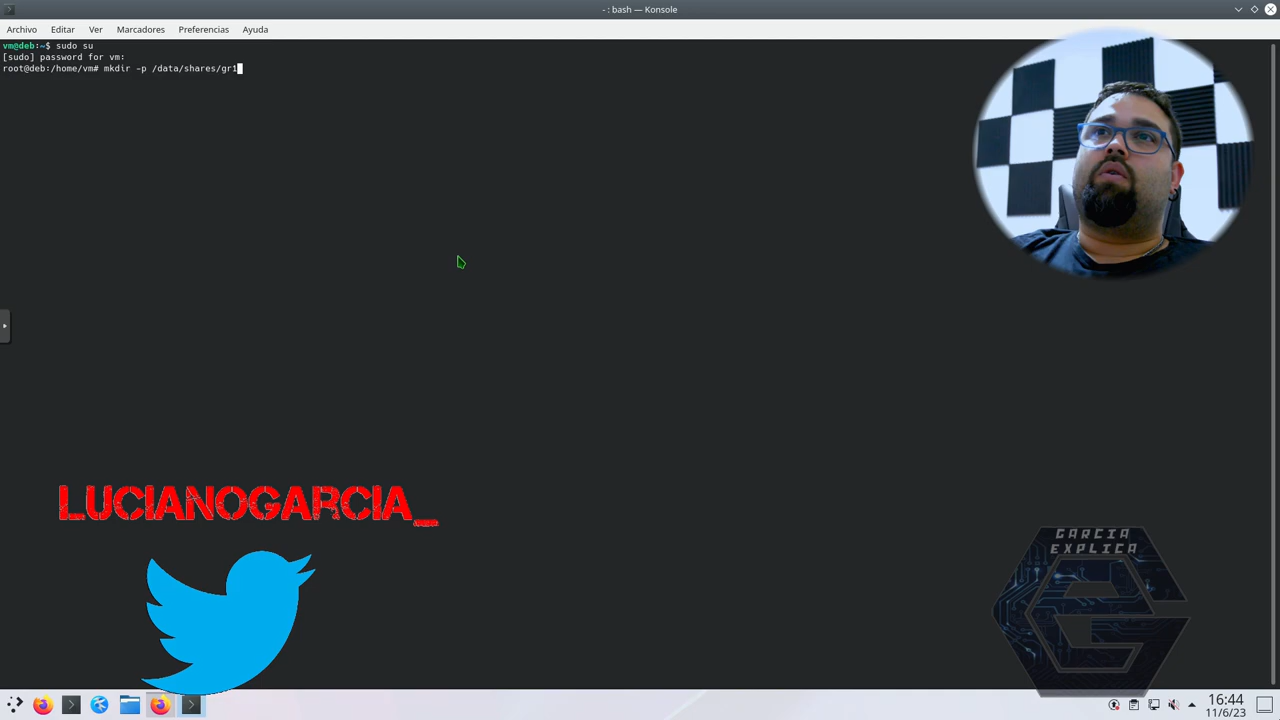 - : bash — Konsole
Archivo Editar Ver Marcadores Preferencias Ayuda
vm@deb:~$ sudo su
[sudo] password for vm:
root@deb:/home/vm# mkdir -p /data/shares/gr1
LUCIANOGARCIA_
GARCIA
EXPLICA
16:44
11/6/23